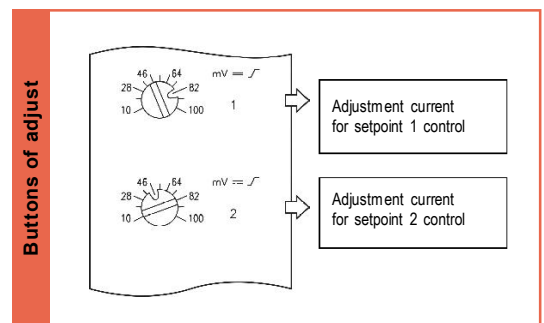 Buttons of adjust
46 64
28 82
10 100
mV
1
Adjustment current
for setpoint 1 control
46 64
28 82
10 100
mV
2
Adjustment current
for setpoint 2 control